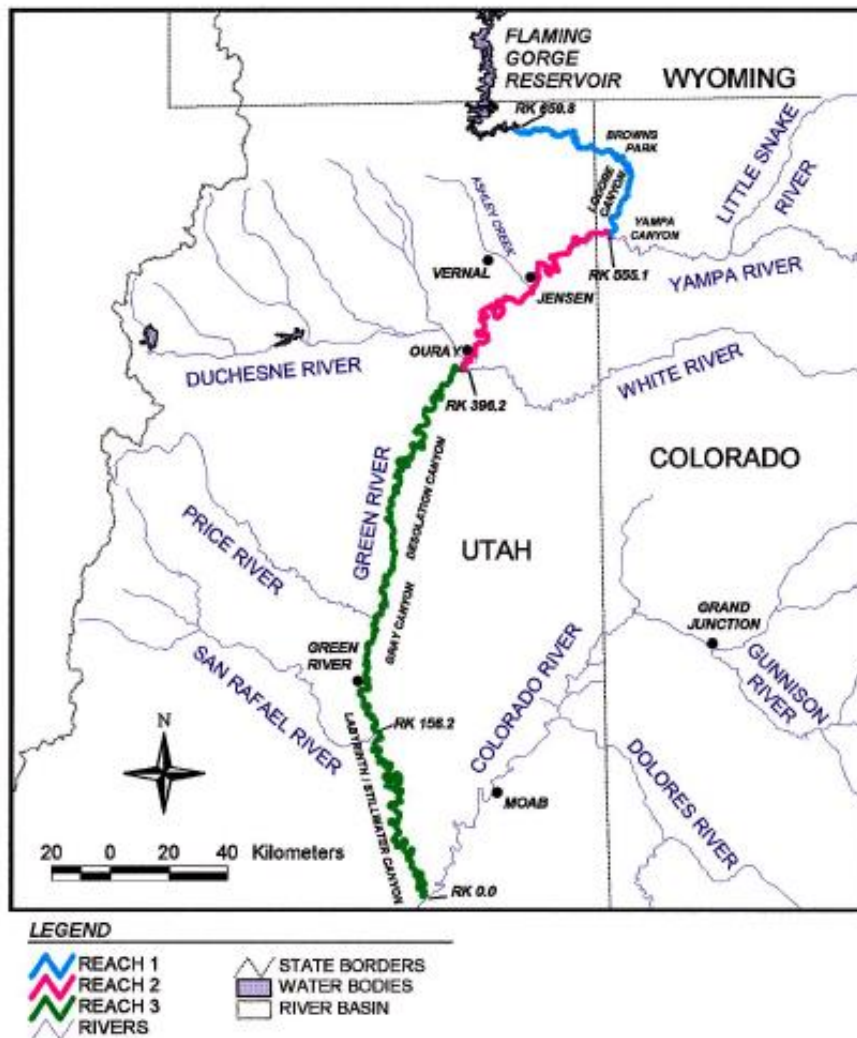 FLAMING
GORGE
RESERVOIR
WYOMING
RK 659.8
BROWNS
PARK
LODORE
CANYON
LITTLE SNAKE
RIVER
ASHLEY CREEK
YAMPA
CANYON
VERNAL
RK 555.1
YAMPA RIVER
JENSEN
OURAY
DUCHESNE RIVER
WHITE RIVER
RK 396.2
GREEN RIVER
DESOLATION CANYON
COLORADO
PRICE RIVER
UTAH
GRAY CANYON
GRAND
JUNCTION
GREEN
RIVER
GUNNISON
RIVER
SAN RAFAEL RIVER
COLORADO RIVER
RK 156.2
LABYRINTH / STILLWATER CANYON
DOLORES RIVER
N
MOAB
20 0 20 40 Kilometers
RK 0.0
LEGEND
REACH 1
REACH 2
REACH 3
RIVERS
STATE BORDERS
WATER BODIES
RIVER BASIN